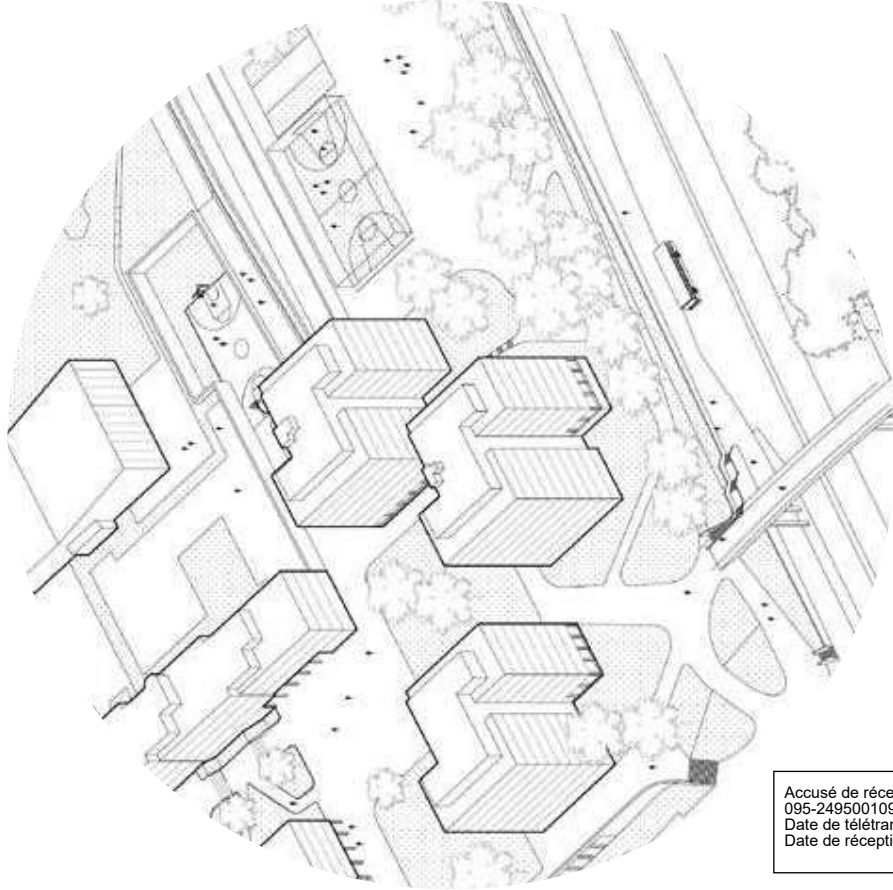 Accusé de réce
095-249500109
Date de télétran
Date de récepti